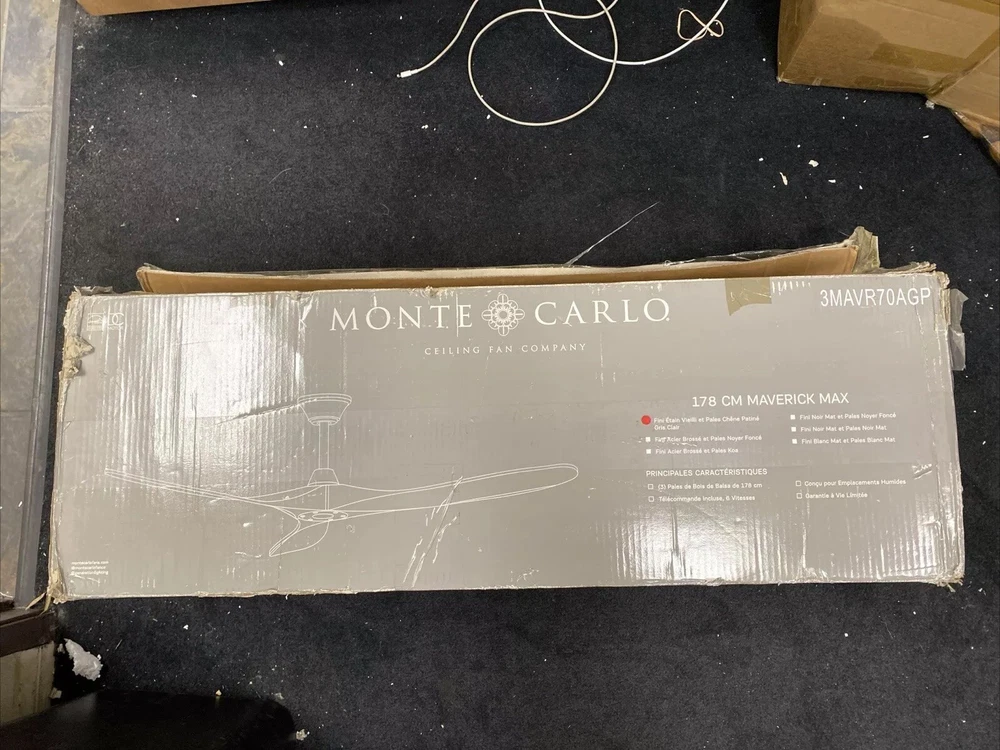 MONTE CARLO
CEILING FAN COMPANY
3MAVR70AGP
178 CM MAVERICK MAX
Fini Étain Vieilli et Pales Chêne Patiné
Gris Clair
Fini Acier Brossé et Pales Noyer Foncé
Fini Acier Brossé et Pales Koa
Fini Noir Mat et Pales Noyer Foncé
Fini Noir Mat et Pales Noir Mat
Fini Blanc Mat et Pales Blanc Mat
PRINCIPALES CARACTÉRISTIQUES
(3) Pales de Bois de Balsa de 178 cm
Télécommande Incluse, 6 Vitesses
Conçu pour Emplacements Humides
Garantie à Vie Limitée